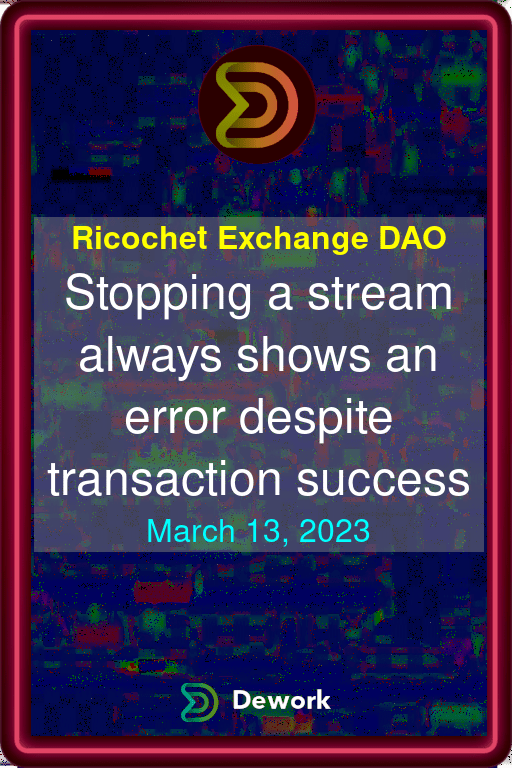 Ricochet Exchange DAO
Stopping a stream
always shows an
error despite
transaction success
March 13, 2023
Dework